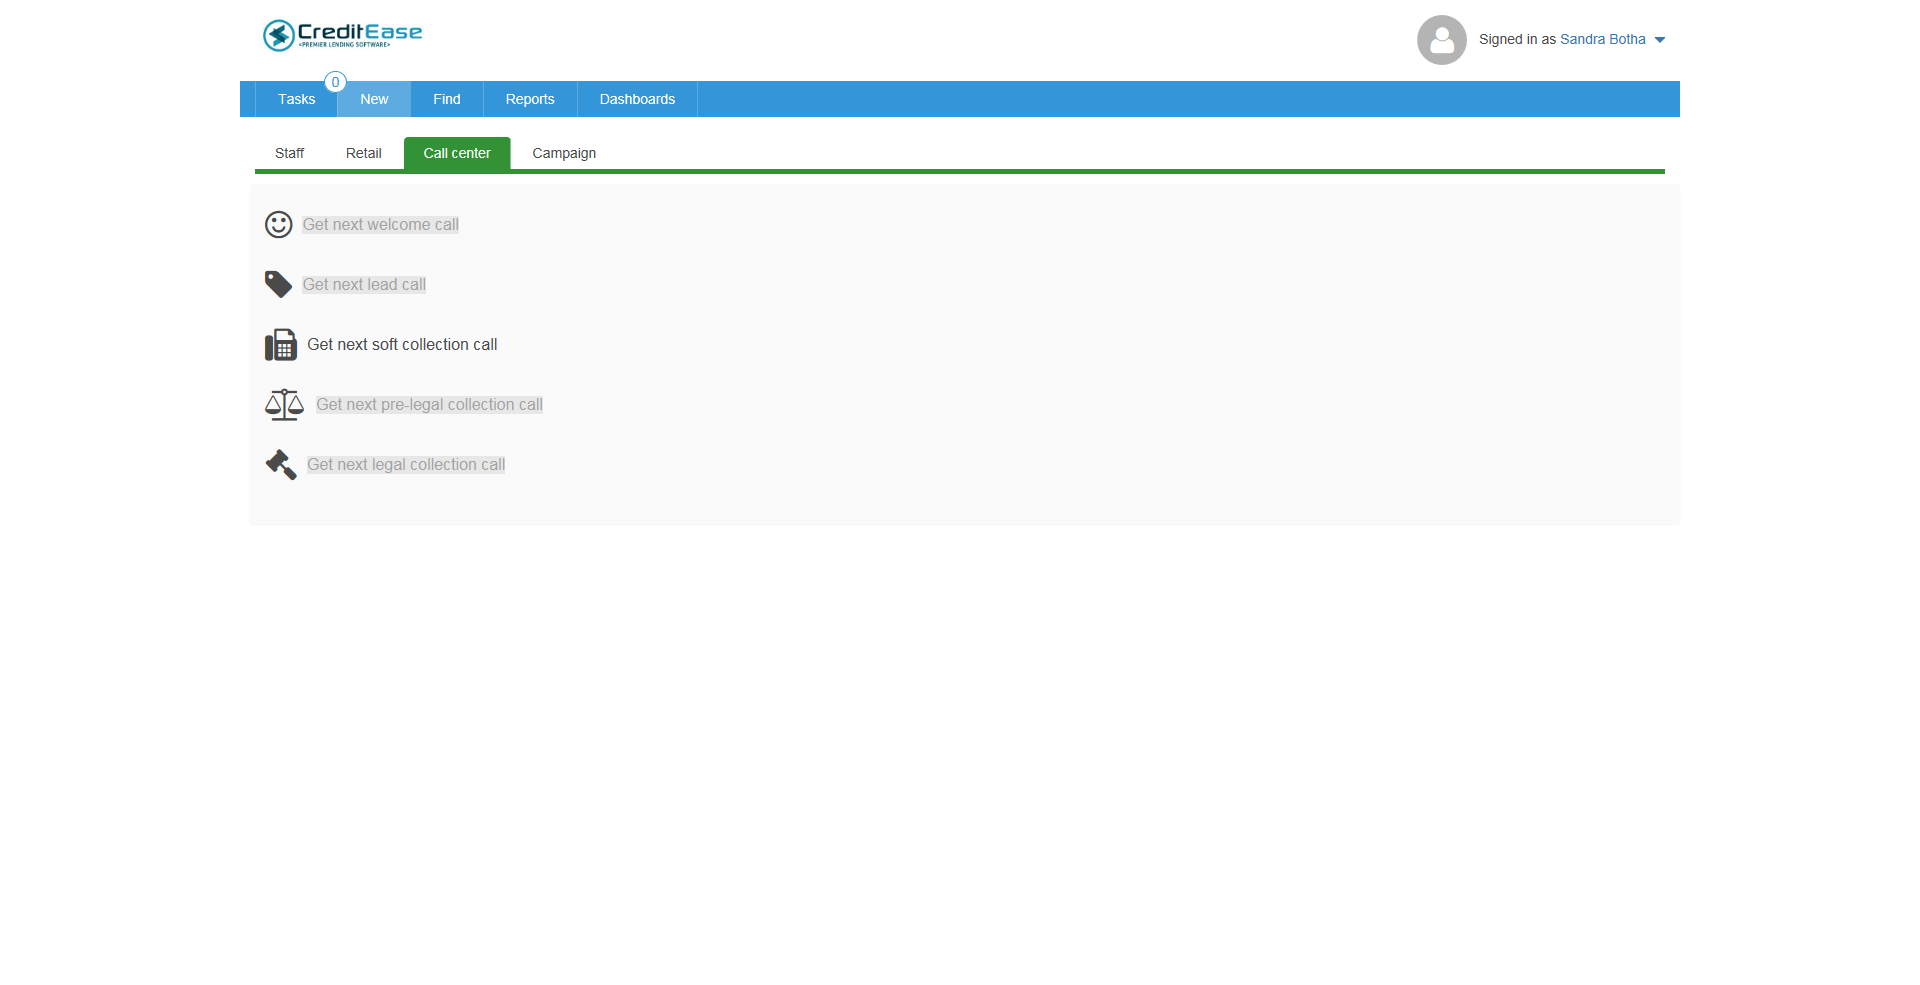 CreditEase
<PREMIER LENDING SOFTWARE>
Signed in as Sandra Botha
0
Tasks New Find Reports Dashboards
Staff Retail Call center Campaign
Get next welcome call
Get next lead call
Get next soft collection call
Get next pre-legal collection call
Get next legal collection call